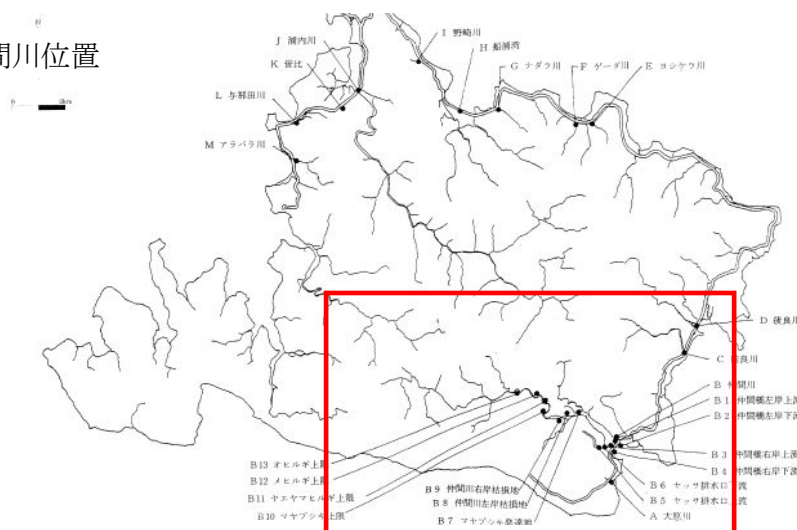 N
間川位置
0 2km
J 浦内川
K 船比
L 与那田川
M アラバラ川
I 野崎川
H 船浦湾
G ナダラ川
F ゲーダ川
E ヨシケラ川
D 後良川
C 前良川
B 仲間川
B1 仲間橋左岸上流
B2 仲間橋左岸下流
B3 仲間橋右岸上流
B4 仲間橋右岸下流
B6 ヤッサ排水口下流
B5 ヤッサ排水口上流
A 大原川
B13 オヒルギ上限
B12 メヒルギ上限
B11 ヤエヤマヒルギ上限
B10 マヤプシキ上限
B9 仲間川右岸枯損地
B8 仲間川左岸枯損地
B7 マヤプシキ発達地